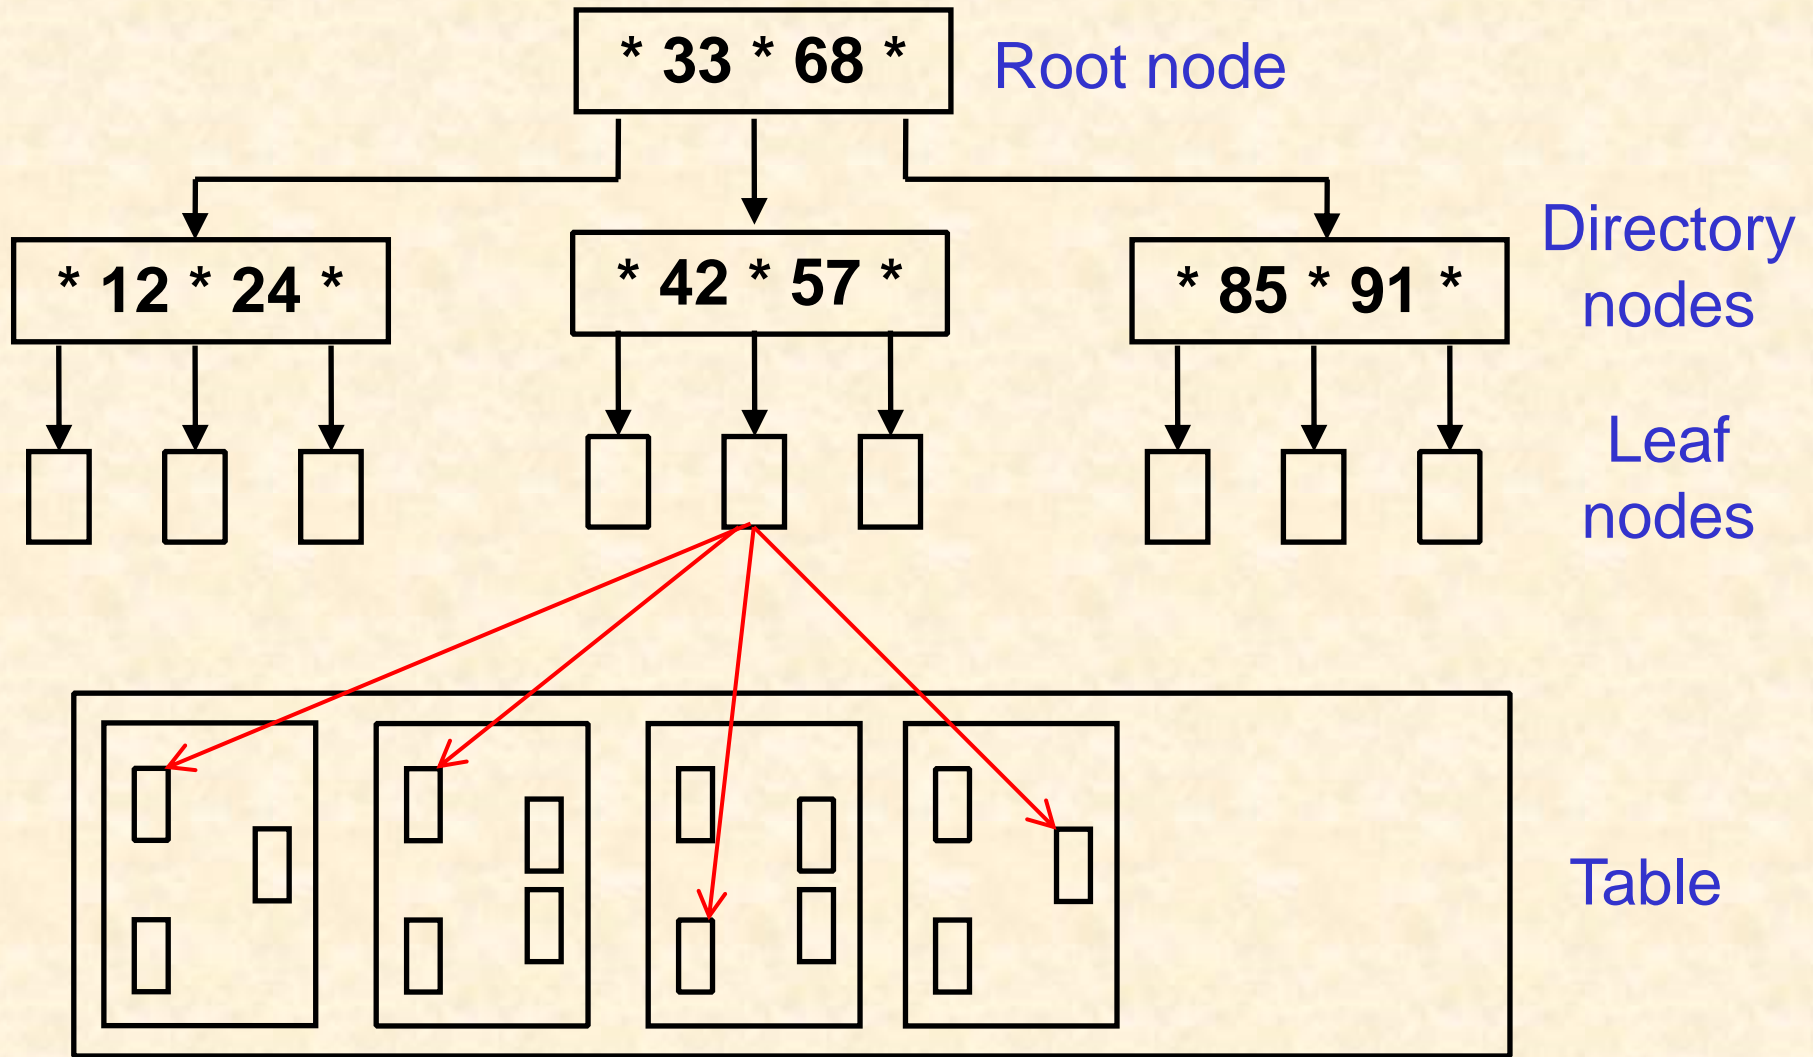 * 33 * 68 *
Root node
* 12 * 24 *
* 42 * 57 *
* 85 * 91 *
Directory
nodes
Leaf
nodes
Table